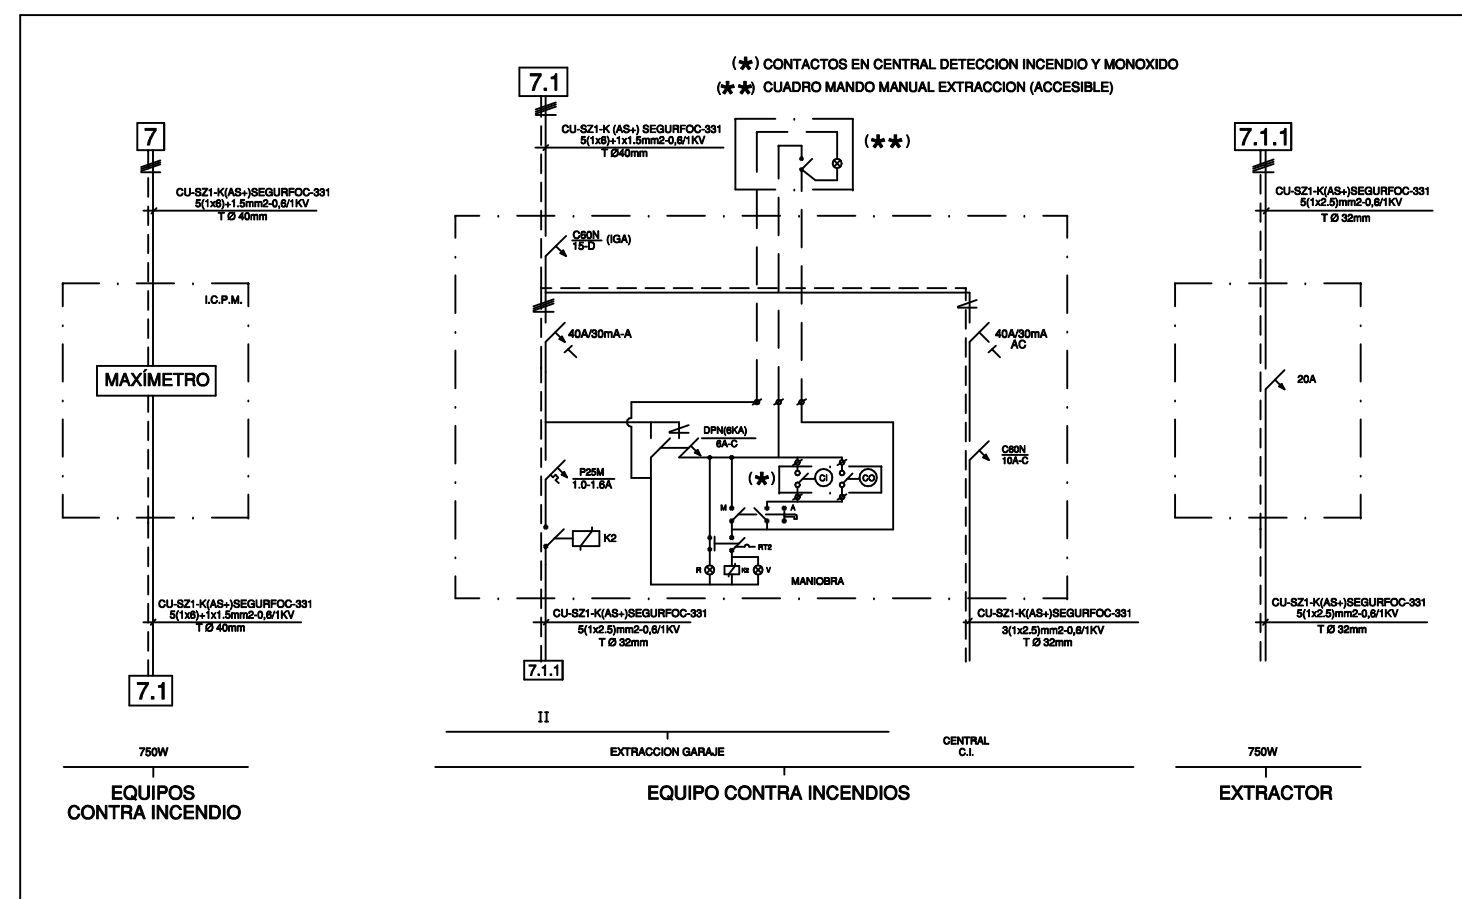 (*) CONTACTOS EN CENTRAL DETECCION INCENDIO Y MONOXIDO
(**) CUADRO MANDO MANUAL EXTRACCION (ACCESIBLE)
7
CU-SZ1-K(AS+)SEGURFOC-331
5(1x6)+1.5mm2-0,6/1KV
T Ø 40mm
I.C.P.M.
MAXÍMETRO
CU-SZ1-K(AS+)SEGURFOC-331
5(1x6)+1x1.5mm2-0,6/1KV
T Ø 40mm
7.1
750W
EQUIPOS
CONTRA INCENDIO
7.1
CU-SZ1-K (AS+) SEGURFOC-331
5(1x6)+1x1.5mm2-0,6/1KV
T Ø40mm
(**)
C60N (IGA)
15-D
40A/30mA-A
40A/30mA
AC
DPN(6KA)
6A-C
C60N
10A-C
P25M
1.0-1.6A
(*)
CI
CO
M
A
K2
RT2
R
K2
V
MANIOBRA
CU-SZ1-K(AS+)SEGURFOC-331
5(1x2.5)mm2-0,6/1KV
T Ø 32mm
CU-SZ1-K(AS+)SEGURFOC-331
3(1x2.5)mm2-0,6/1KV
T Ø 32mm
7.1.1
II
EXTRACCION GARAJE
CENTRAL
C.I.
EQUIPO CONTRA INCENDIOS
7.1.1
CU-SZ1-K(AS+)SEGURFOC-331
5(1x2.5)mm2-0,6/1KV
T Ø 32mm
20A
CU-SZ1-K(AS+)SEGURFOC-331
5(1x2.5)mm2-0,6/1KV
T Ø 32mm
750W
EXTRACTOR